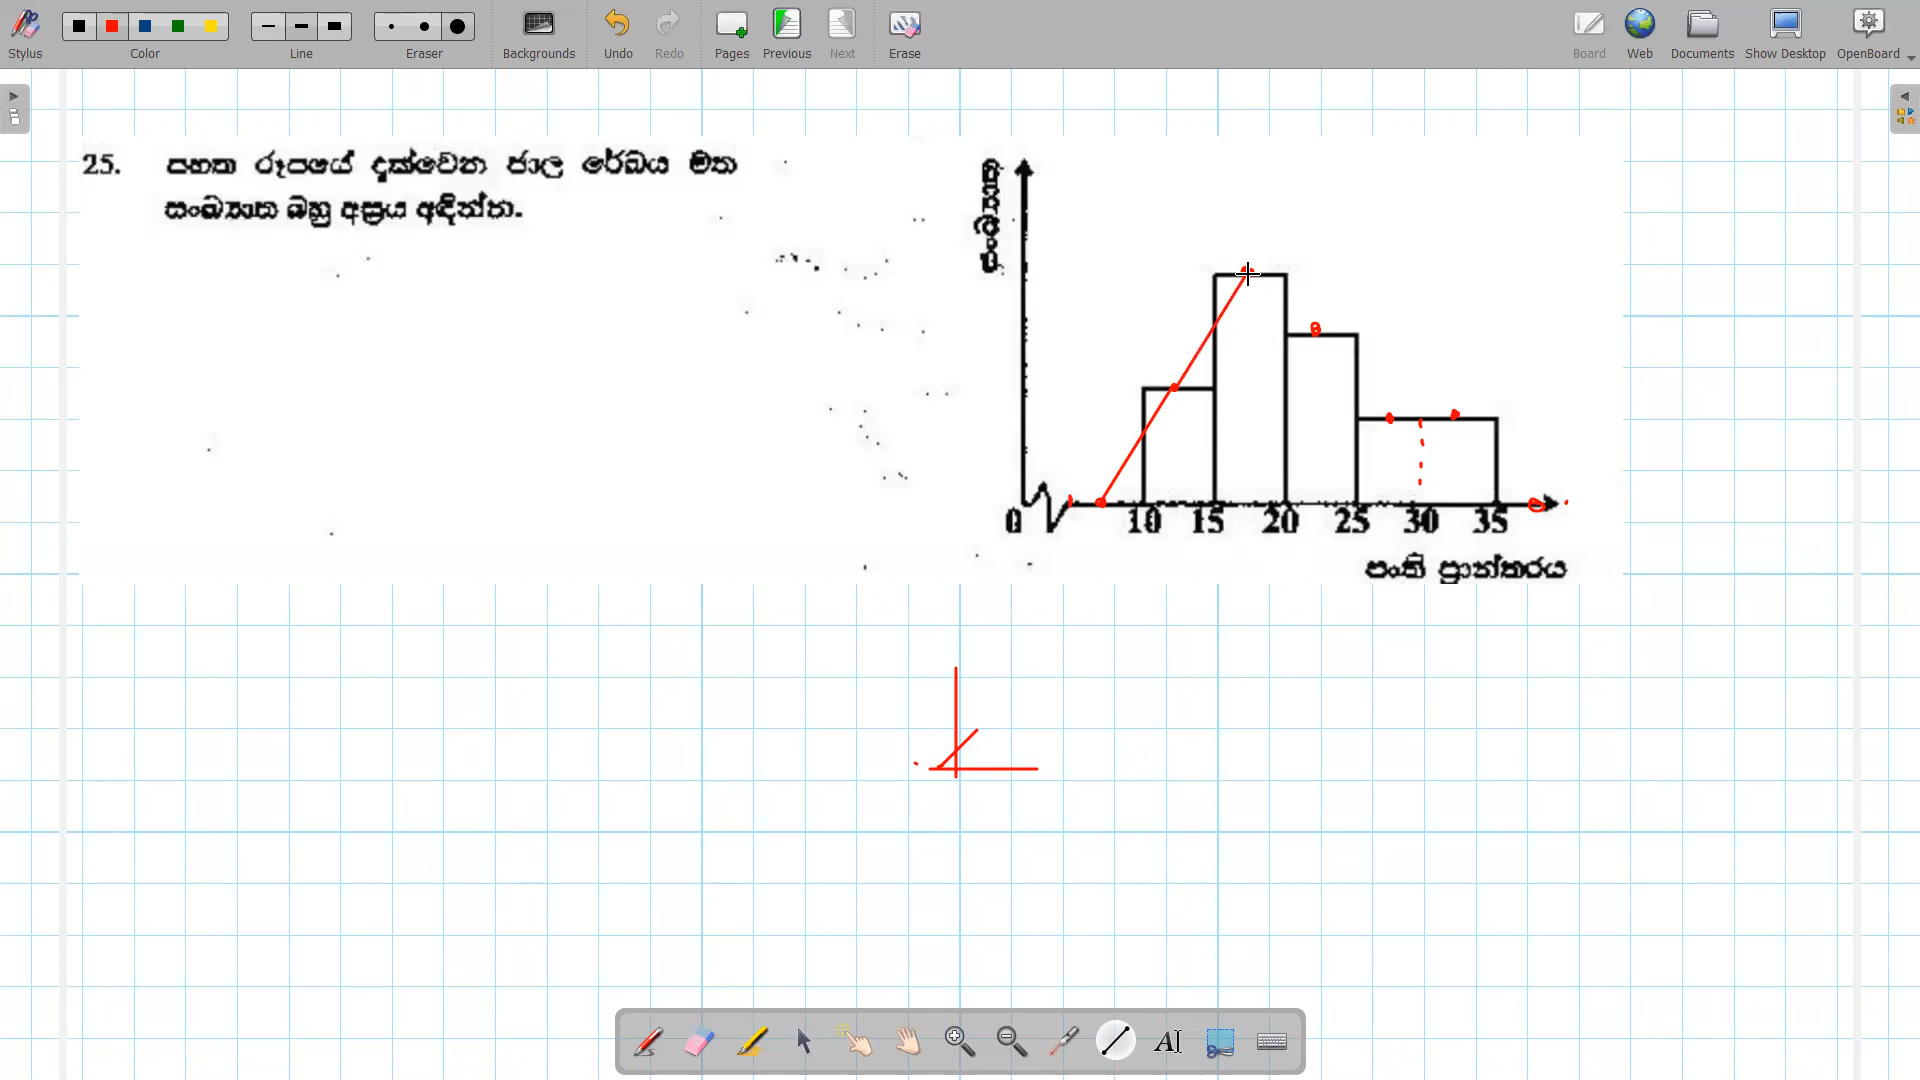 Stylus
Color
Line
Eraser
Backgrounds
Undo
Redo
Pages
Previous
Next
Erase
Board
Web
Documents
Show Desktop
OpenBoard
25. පහත රූපයේ දැක්වෙන ජාල රේඛය මත
සංඛ්‍යාත බහු අස්‍රය අඳින්න.
සංඛ්‍යාත
0 10 15 20 25 30 35
පංති ප්‍රාන්තරය